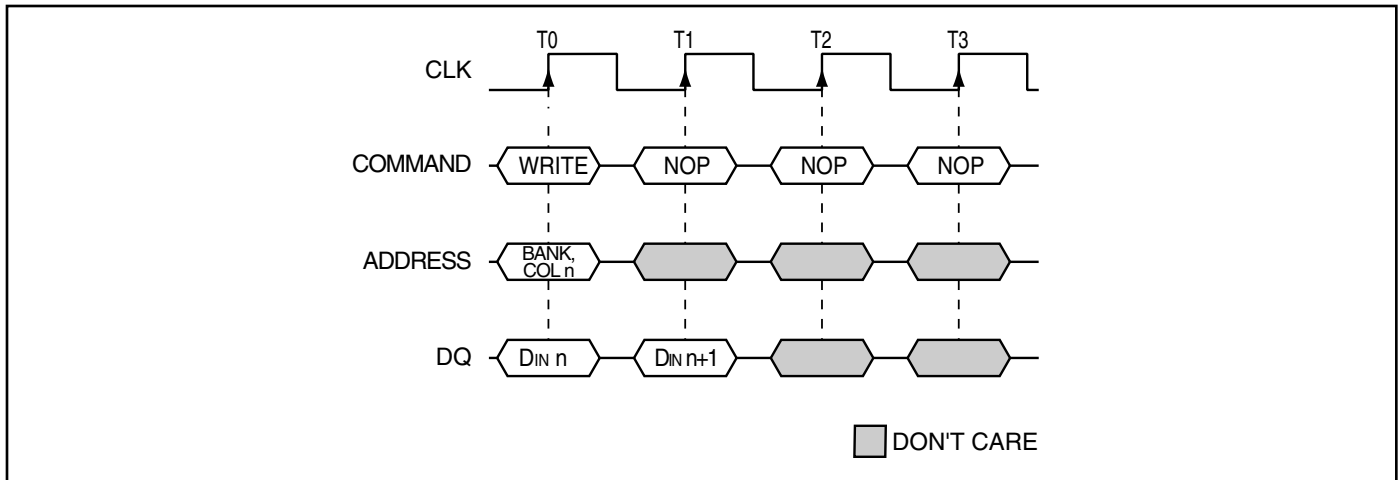 T0 T1 T2 T3
CLK
COMMAND WRITE NOP NOP NOP
ADDRESS BANK,
COL n
DQ DIN n DIN n+1
DON'T CARE